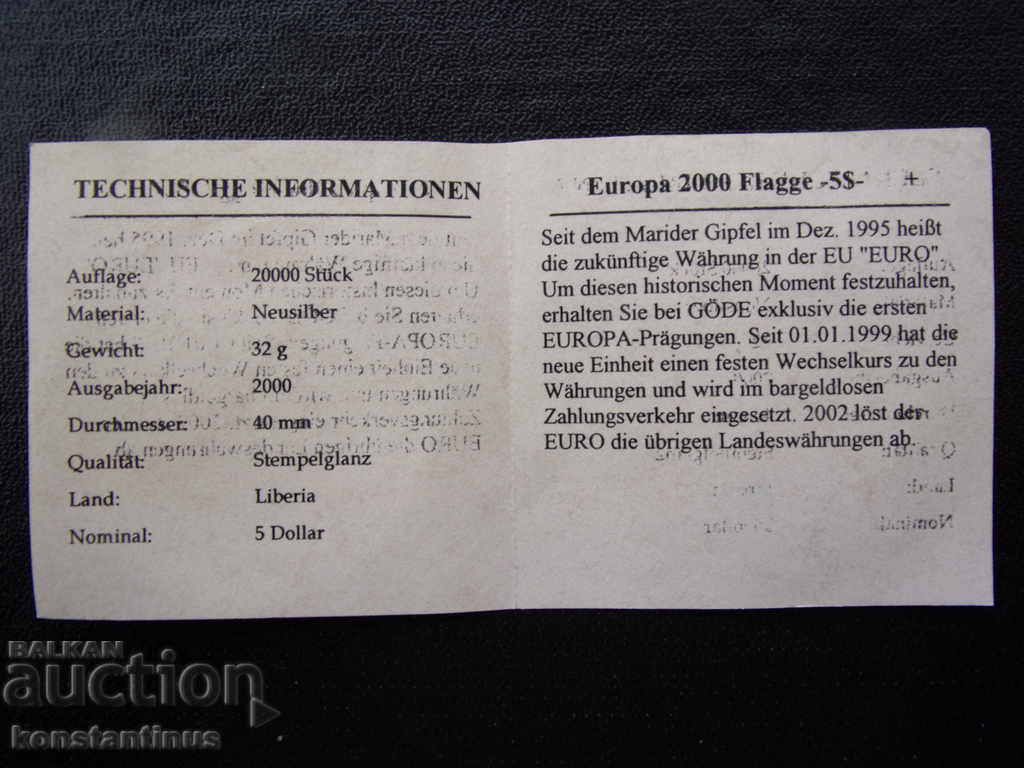 TECHNISCHE INFORMATIONEN
Auflage: 20000 Stück
Material: Neusilber
Gewicht: 32 g
Ausgabejahr: 2000
Durchmesser: 40 mm
Qualität: Stempelglanz
Land: Liberia
Nominal: 5 Dollar
Europa 2000 Flagge -5$- +
Seit dem Marider Gipfel im Dez. 1995 heißt
die zukünftige Währung in der EU "EURO".
Um diesen historischen Moment festzuhalten,
erhalten Sie bei GÖDE exklusiv die ersten
EUROPA-Prägungen. Seit 01.01.1999 hat die
neue Einheit einen festen Wechselkurs zu den
Währungen und wird im bargeldlosen
Zahlungsverkehr eingesetzt. 2002 löst der
EURO die übrigen Landeswährungen ab.
BALKAN
auction
konstantinus